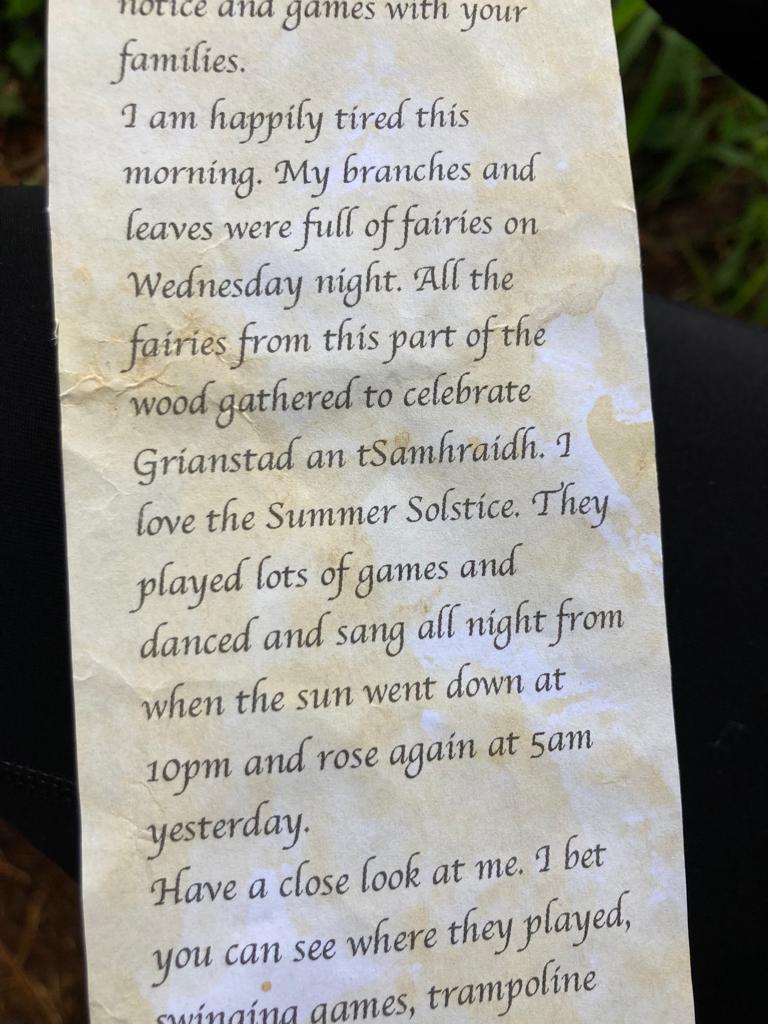 notice and games with your
families.
I am happily tired this
morning. My branches and
leaves were full of fairies on
Wednesday night. All the
fairies from this part of the
wood gathered to celebrate
Grianstad an tSamhraidh. I
love the Summer Solstice. They
played lots of games and
danced and sang all night from
when the sun went down at
10pm and rose again at 5am
yesterday.
Have a close look at me. I bet
you can see where they played,
swinging games, trampoline